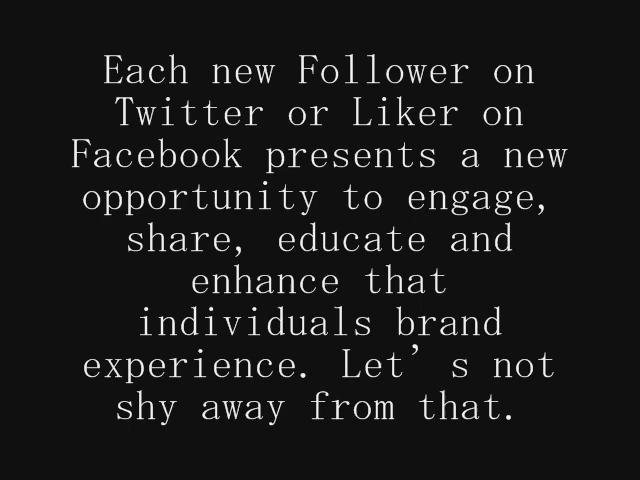 Each new Follower on
Twitter or Liker on
Facebook presents a new
opportunity to engage,
share, educate and
enhance that
individuals brand
experience. Let’s not
shy away from that.